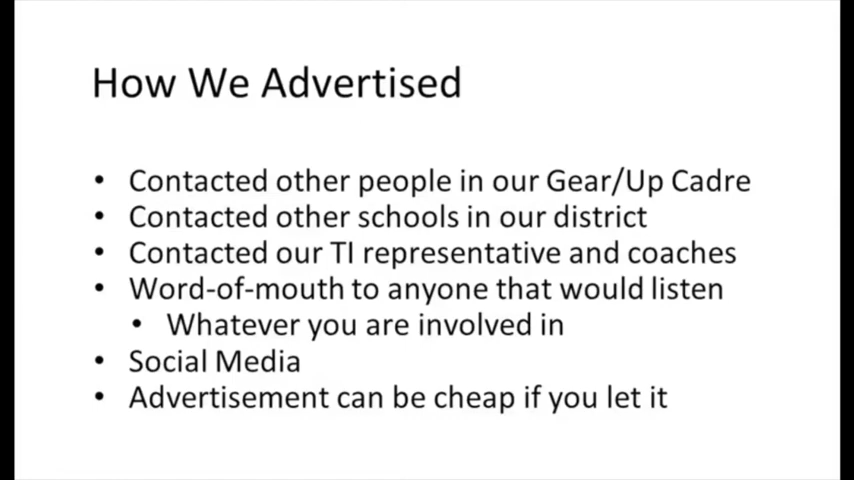 How We Advertised
• Contacted other people in our Gear/Up Cadre
• Contacted other schools in our district
• Contacted our TI representative and coaches
• Word-of-mouth to anyone that would listen
• Whatever you are involved in
• Social Media
• Advertisement can be cheap if you let it